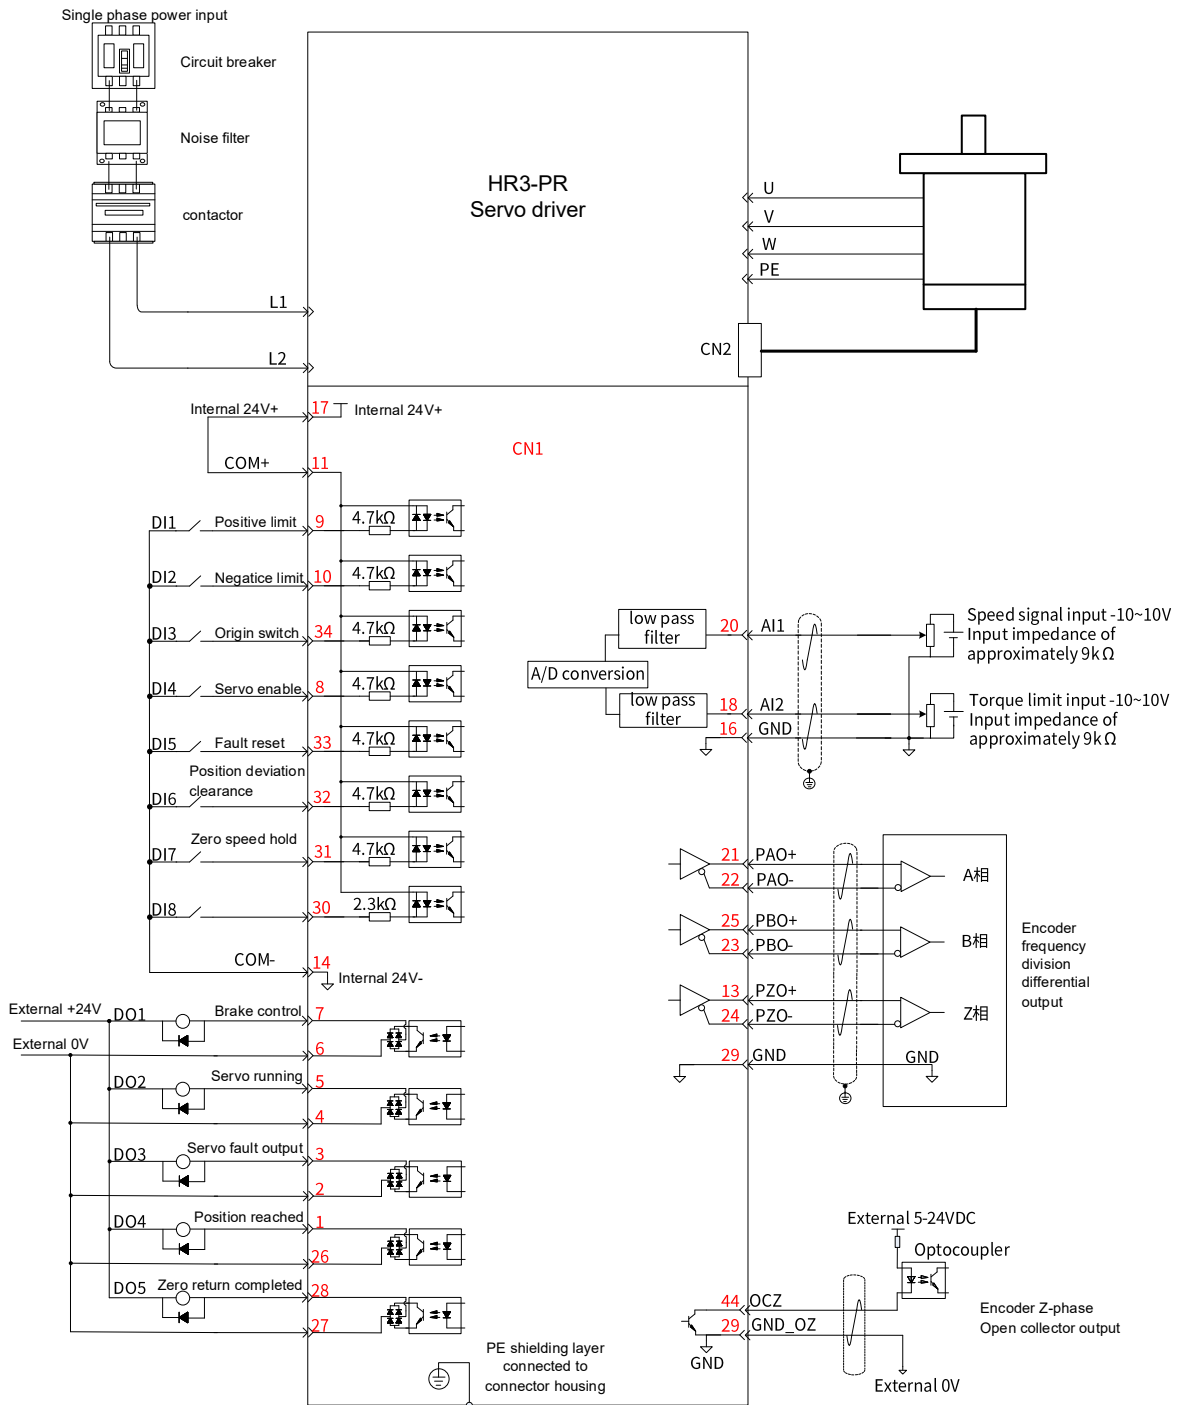 Single phase power input
Circuit breaker
Noise filter
contactor
HR3-PR
Servo driver
U
V
W
PE
L1
L2
CN2
Internal 24V+
17
Internal 24V+
COM+
11
CN1
DI1
Positive limit
9
4.7kΩ
DI2
Negatice limit
10
4.7kΩ
DI3
Origin switch
34
4.7kΩ
DI4
Servo enable
8
4.7kΩ
DI5
Fault reset
33
4.7kΩ
Position deviation
clearance
DI6
32
4.7kΩ
Zero speed hold
DI7
31
4.7kΩ
DI8
30
2.3kΩ
COM-
14
Internal 24V-
low pass
filter
20
AI1
Speed signal input -10~10V
Input impedance of
approximately 9kΩ
A/D conversion
low pass
filter
18
AI2
16
GND
Torque limit input -10~10V
Input impedance of
approximately 9kΩ
21
PAO+
22
PAO-
A相
25
PBO+
23
PBO-
B相
13
PZO+
24
PZO-
Z相
29
GND
GND
Encoder
frequency
division
differential
output
External +24V
External 0V
DO1
Brake control
7
6
DO2
Servo running
5
4
DO3
Servo fault output
3
2
DO4
Position reached
1
26
DO5
Zero return completed
28
27
PE shielding layer
connected to
connector housing
External 5-24VDC
Optocoupler
44
OCZ
29
GND_OZ
GND
External 0V
Encoder Z-phase
Open collector output